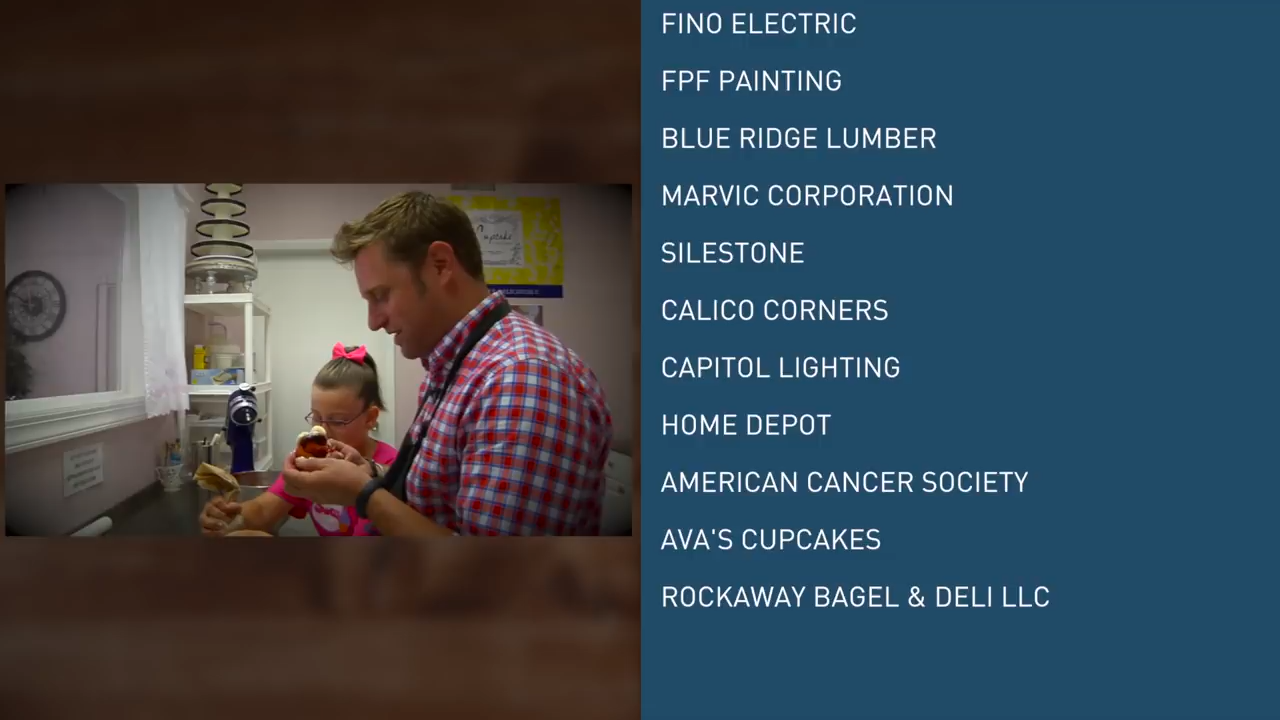 FINO ELECTRIC
FPF PAINTING
BLUE RIDGE LUMBER
MARVIC CORPORATION
SILESTONE
CALICO CORNERS
CAPITOL LIGHTING
HOME DEPOT
AMERICAN CANCER SOCIETY
AVA'S CUPCAKES
ROCKAWAY BAGEL & DELI LLC
Cupcake